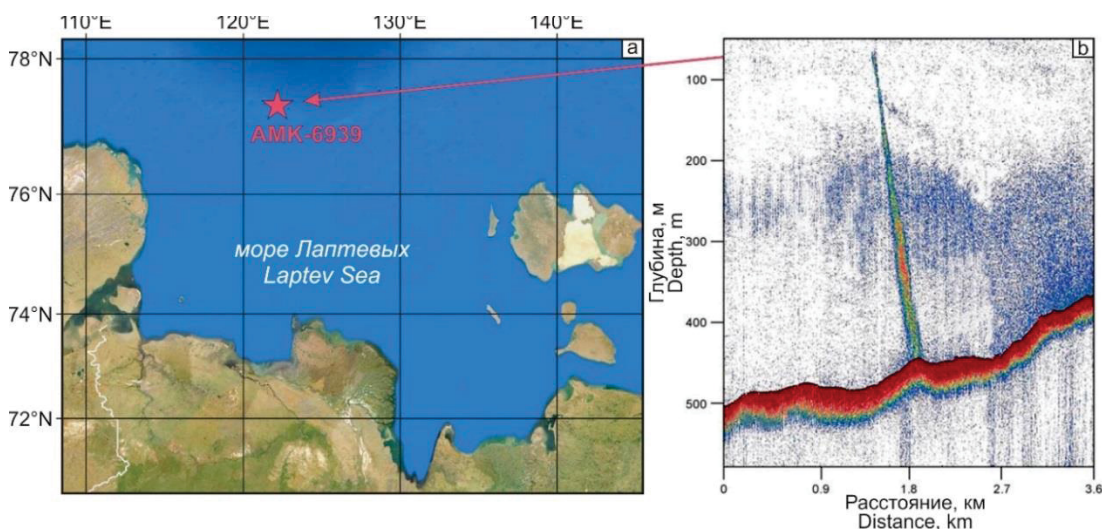 110°E 120°E 130°E 140°E
a
b
78°N
76°N
74°N
72°N
AMK-6939
море Лаптевых
Laptev Sea
Глубина, м
Depth, m
100
200
300
400
500
0 0.9 1.8 2.7 3.6
Расстояние, км
Distance, km